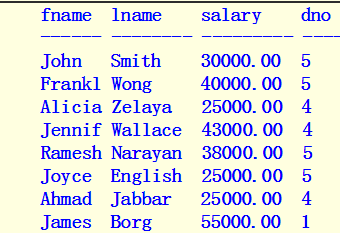 fname lname salary dno
------ -------- --------- ----
John Smith 30000.00 5
Frankl Wong 40000.00 5
Alicia Zelaya 25000.00 4
Jennif Wallace 43000.00 4
Ramesh Narayan 38000.00 5
Joyce English 25000.00 5
Ahmad Jabbar 25000.00 4
James Borg 55000.00 1